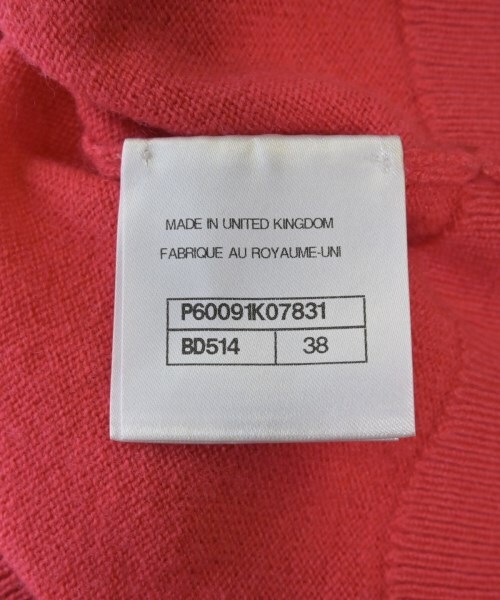 MADE IN UNITED KINGDOM
FABRIQUE AU ROYAUME-UNI
P60091K07831
BD514 38